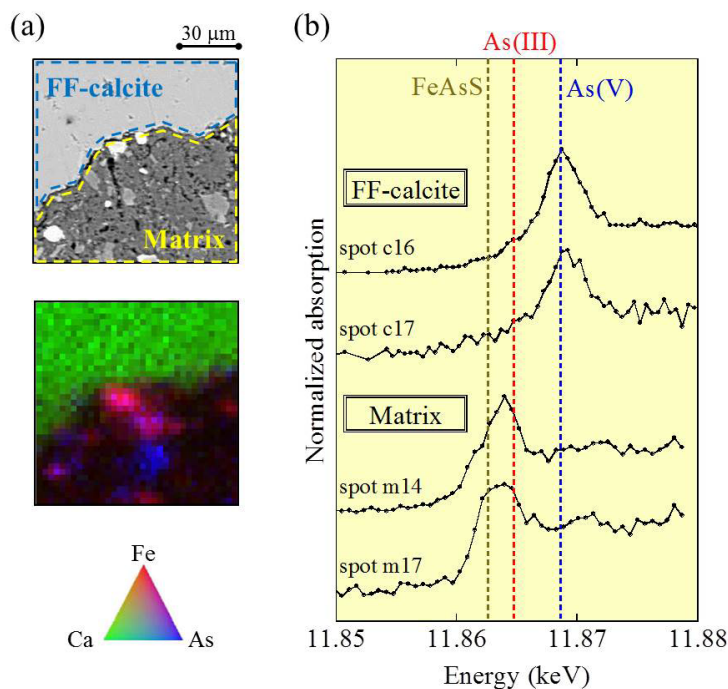 (a)
30 μm
FF-calcite
Matrix
Fe
Ca
As
(b)
As(III)
FeAsS
As(V)
FF-calcite
spot c16
spot c17
Matrix
spot m14
spot m17
Normalized absorption
11.85
11.86
11.87
11.88
Energy (keV)